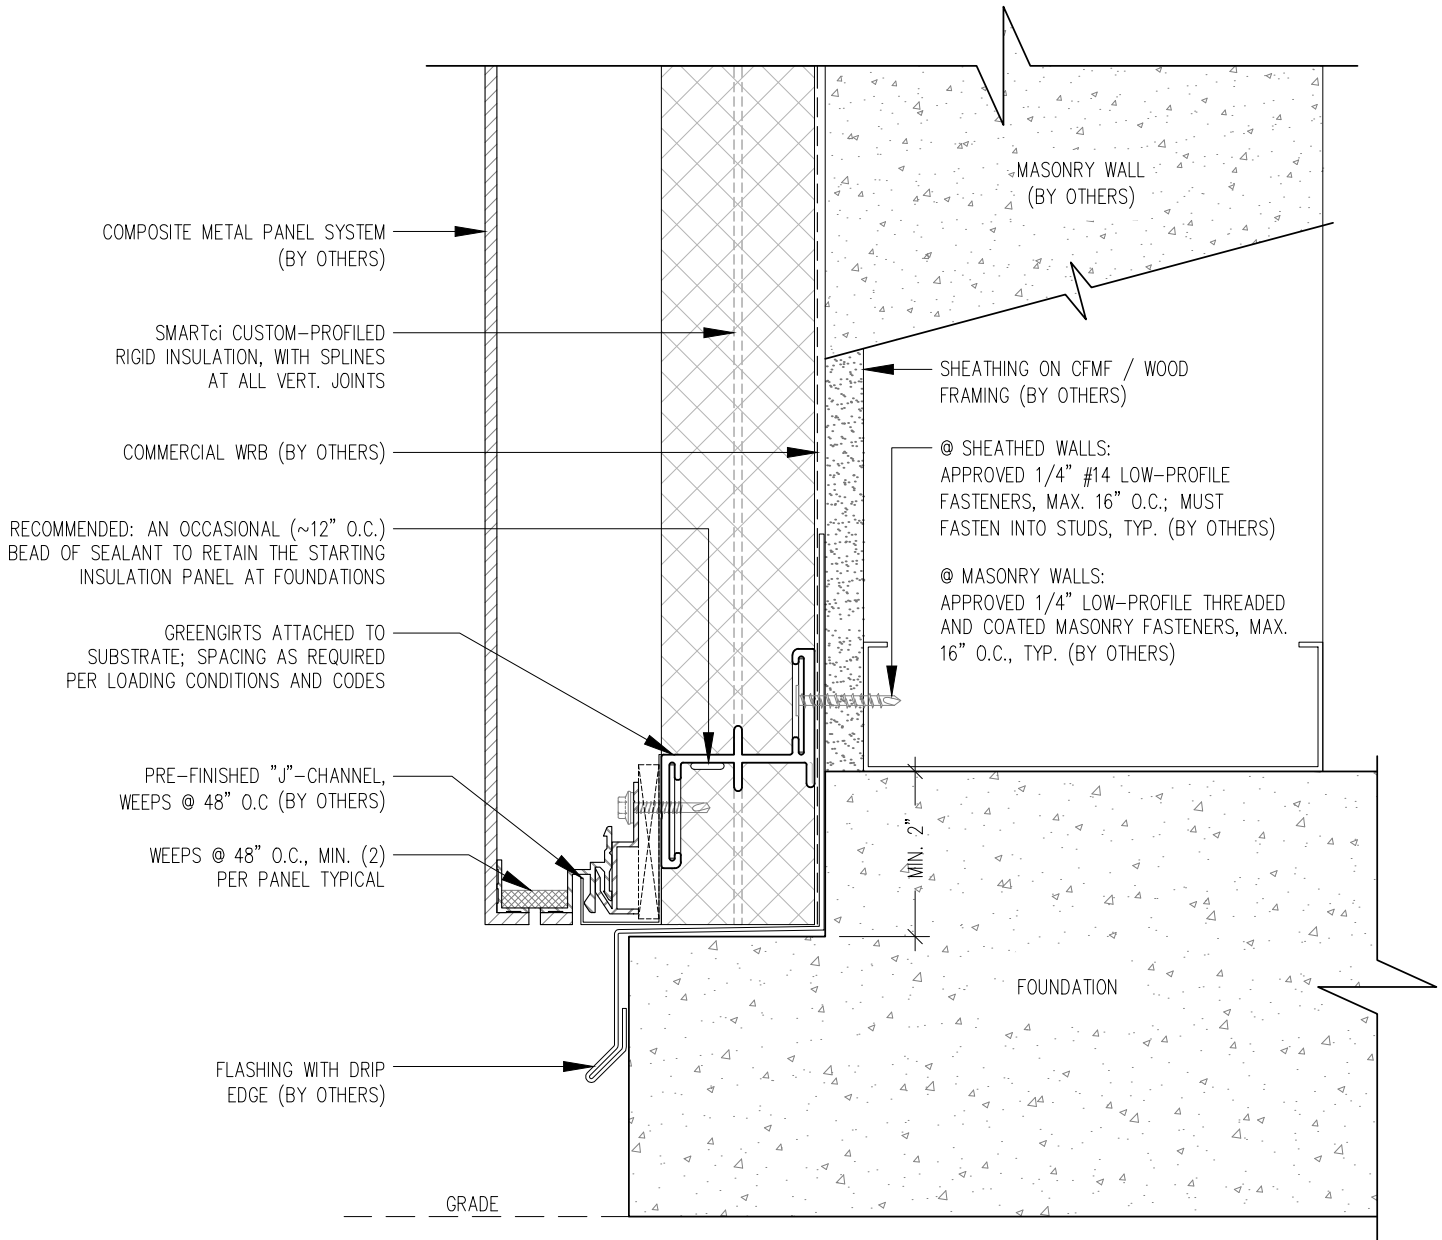 MASONRY WALL
(BY OTHERS)
COMPOSITE METAL PANEL SYSTEM
(BY OTHERS)
SMARTci CUSTOM-PROFILED
RIGID INSULATION, WITH SPLINES
AT ALL VERT. JOINTS
COMMERCIAL WRB (BY OTHERS)
RECOMMENDED: AN OCCASIONAL (~12" O.C.)
BEAD OF SEALANT TO RETAIN THE STARTING
INSULATION PANEL AT FOUNDATIONS
GREENGIRTS ATTACHED TO
SUBSTRATE; SPACING AS REQUIRED
PER LOADING CONDITIONS AND CODES
PRE-FINISHED "J"-CHANNEL,
WEEPS @ 48" O.C (BY OTHERS)
WEEPS @ 48" O.C., MIN. (2)
PER PANEL TYPICAL
FLASHING WITH DRIP
EDGE (BY OTHERS)
SHEATHING ON CFMF / WOOD
FRAMING (BY OTHERS)
@ SHEATHED WALLS:
APPROVED 1/4" #14 LOW-PROFILE
FASTENERS, MAX. 16" O.C.; MUST
FASTEN INTO STUDS, TYP. (BY OTHERS)
@ MASONRY WALLS:
APPROVED 1/4" LOW-PROFILE THREADED
AND COATED MASONRY FASTENERS, MAX.
16" O.C., TYP. (BY OTHERS)
MIN. 2"
FOUNDATION
GRADE